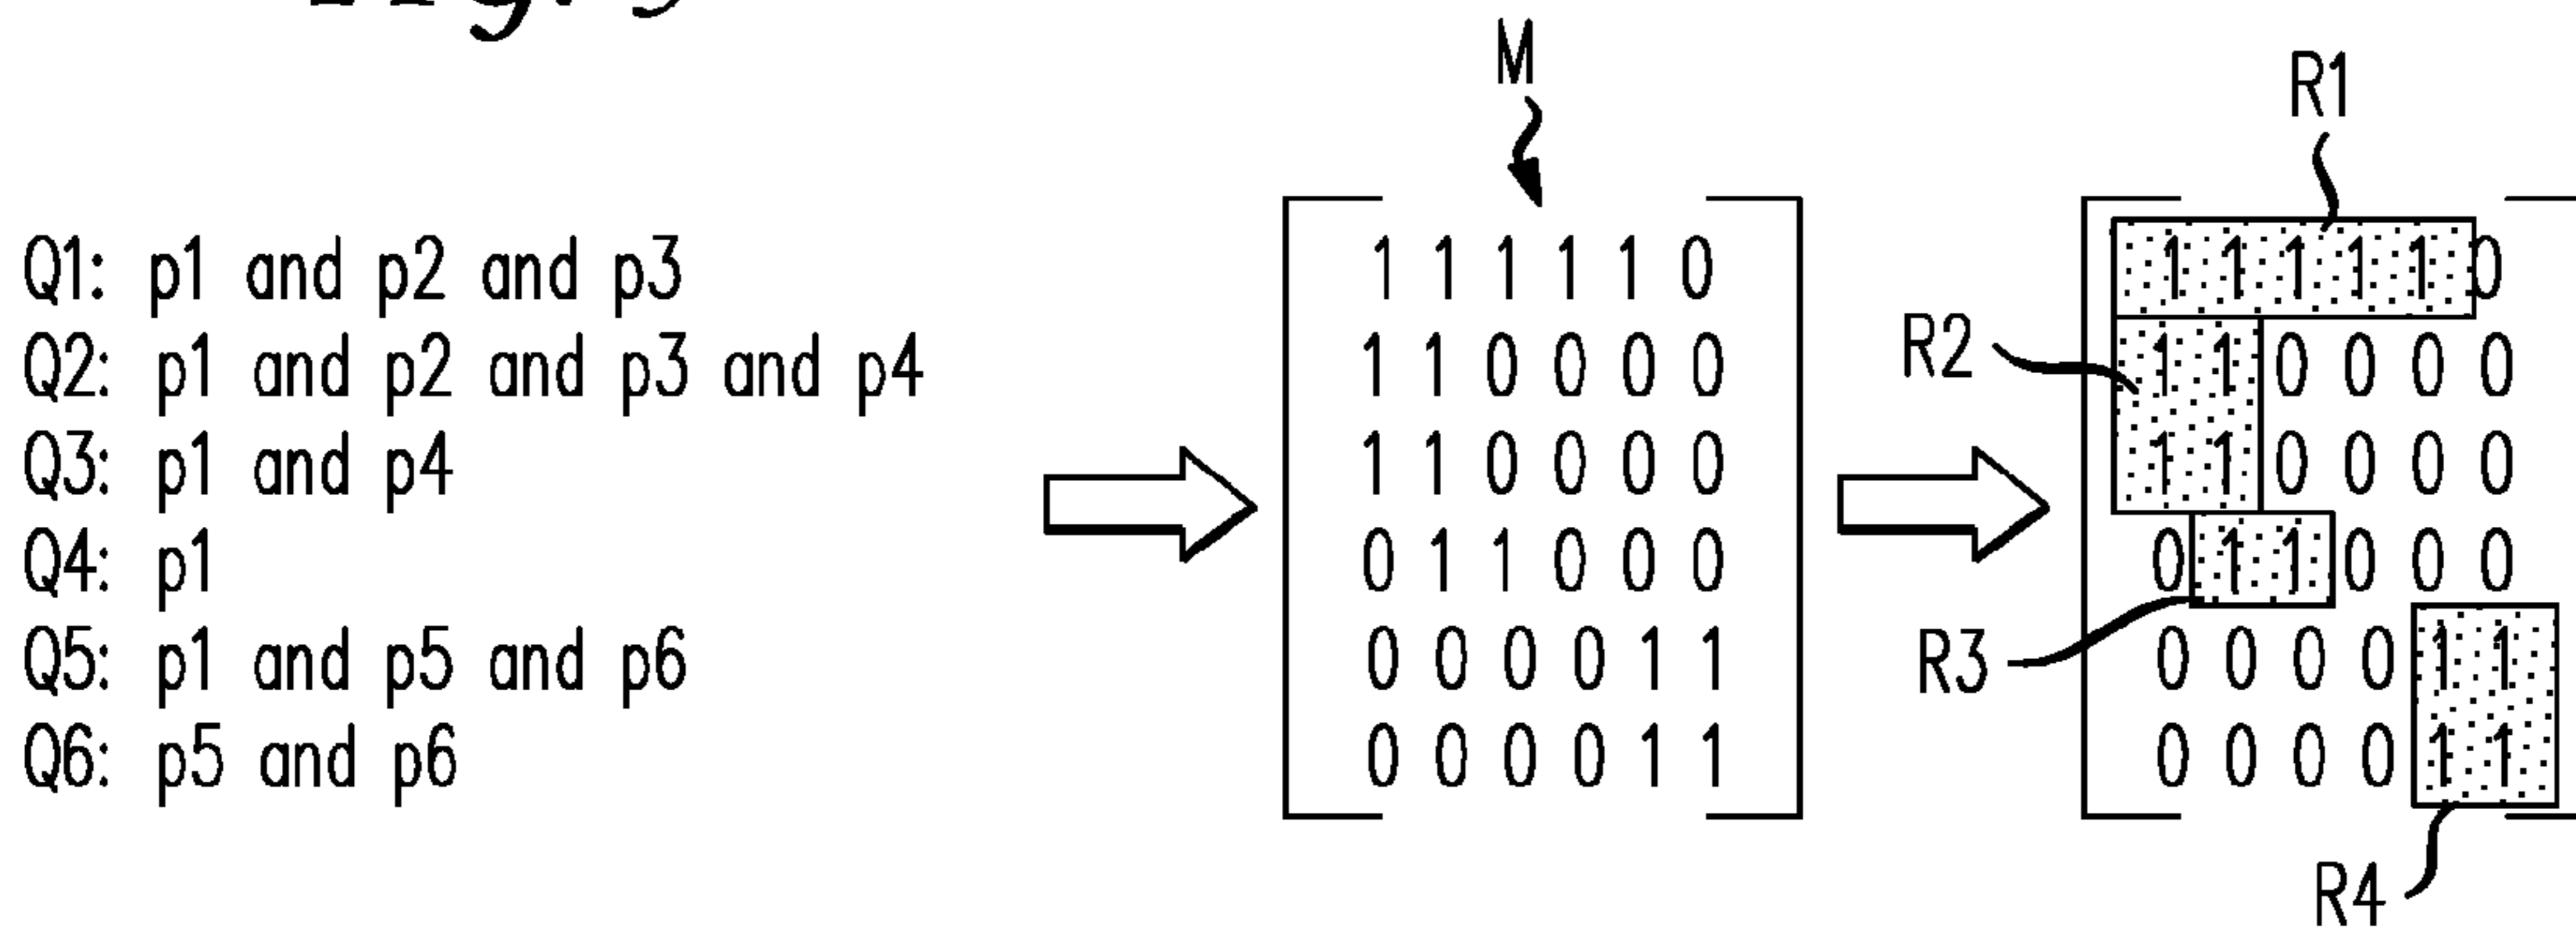 M
R1
Q1: p1 and p2 and p3
Q2: p1 and p2 and p3 and p4
Q3: p1 and p4
Q4: p1
Q5: p1 and p5 and p6
Q6: p5 and p6
1 1 1 1 1 0
1 1 0 0 0 0
1 1 0 0 0 0
0 1 1 0 0 0
0 0 0 0 1 1
0 0 0 0 1 1
R2
R3
1 1 1 1 1 0
1 1 0 0 0 0
1 1 0 0 0 0
0 1 1 0 0 0
0 0 0 0 1 1
0 0 0 0 1 1
R4